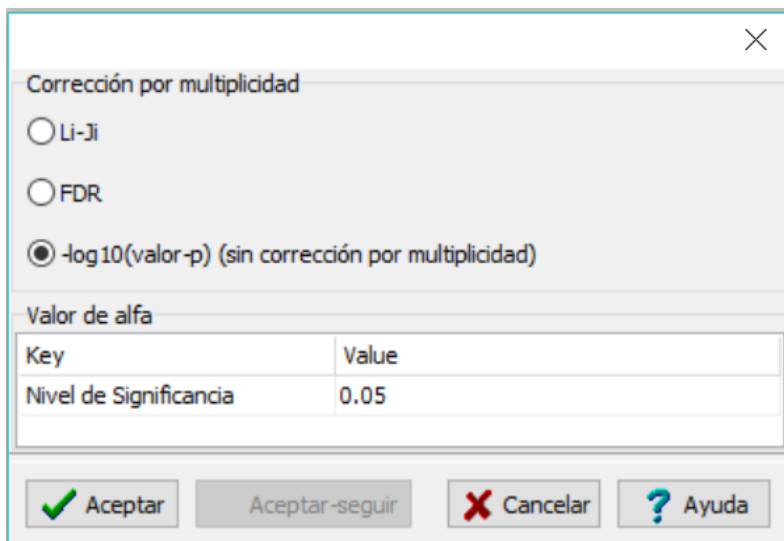 Corrección por multiplicidad
Li-Ji
FDR
-log10(valor-p) (sin corrección por multiplicidad)
Valor de alfa
Key Value
Nivel de Significancia 0.05
Aceptar Aceptar-seguir Cancelar Ayuda